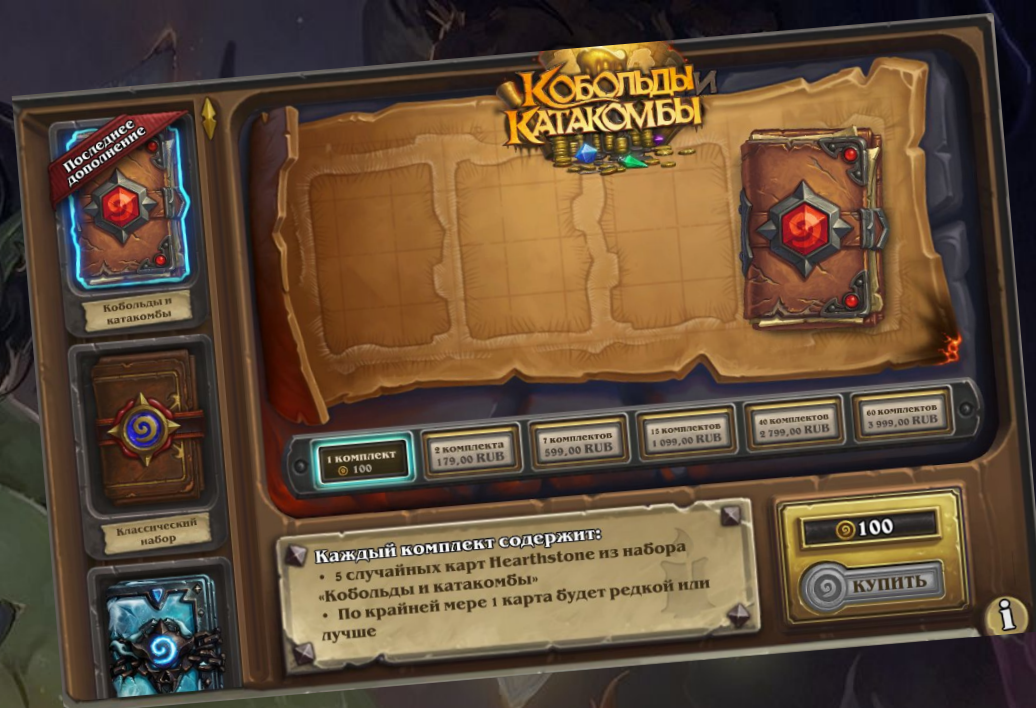 Последнее
дополнение
Кобольды и
катакомбы
Классический
набор
Кобольды и
Катакомбы
1 комплект
100
2 комплекта
179,00 RUB
7 комплектов
599,00 RUB
15 комплектов
1 099,00 RUB
40 комплектов
2 799,00 RUB
60 комплектов
3 999,00 RUB
Каждый комплект содержит:
• 5 случайных карт Hearthstone из набора
«Кобольды и катакомбы»
• По крайней мере 1 карта будет редкой или
лучше
100
Купить
i